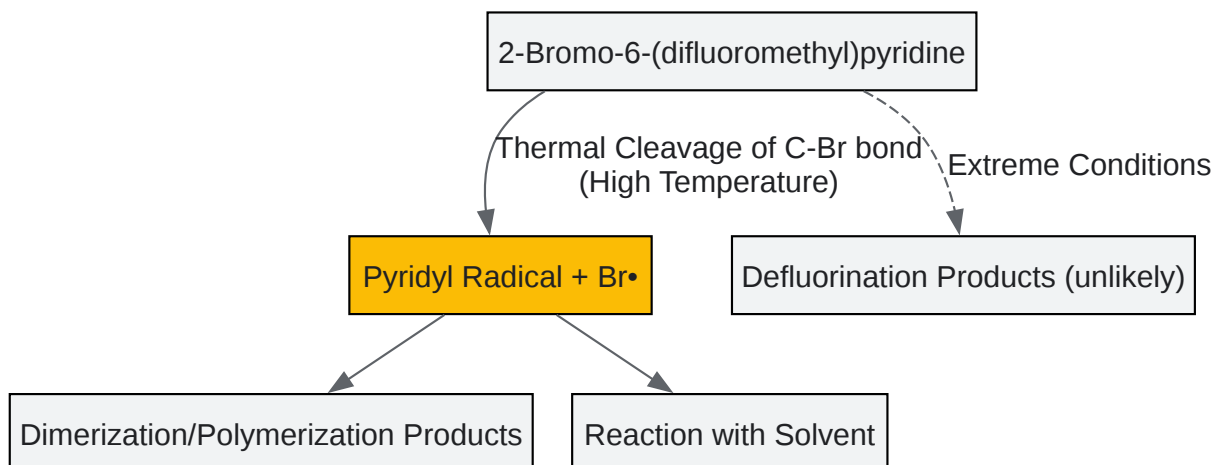 2-Bromo-6-(difluoromethyl)pyridine
Thermal Cleavage of C-Br bond
(High Temperature)
Extreme Conditions
Pyridyl Radical + Br•
Defluorination Products (unlikely)
Dimerization/Polymerization Products
Reaction with Solvent